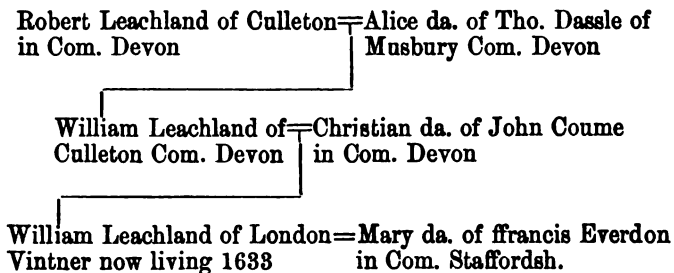 Robert Leachland of Culleton=Alice da. of Tho. Dassle of
in Com. Devon Musbury Com. Devon
William Leachland of=Christian da. of John Coume
Culleton Com. Devon in Com. Devon
William Leachland of London=Mary da. of ffrancis Everdon
Vintner now living 1633 in Com. Staffordsh.